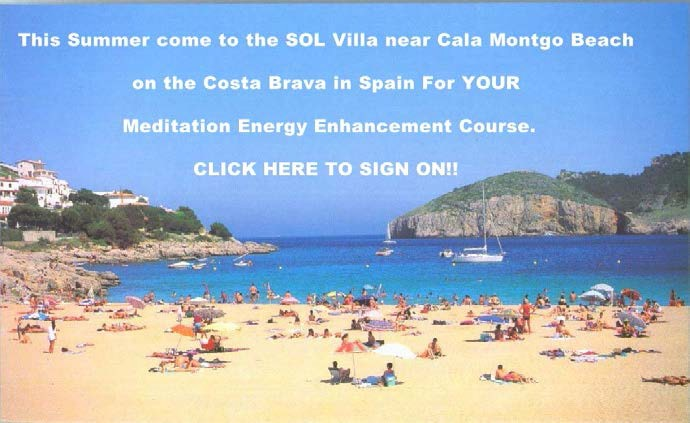 This Summer come to the SOL Villa near Cala Montgo Beach
on the Costa Brava in Spain For YOUR
Meditation Energy Enhancement Course.
CLICK HERE TO SIGN ON!!